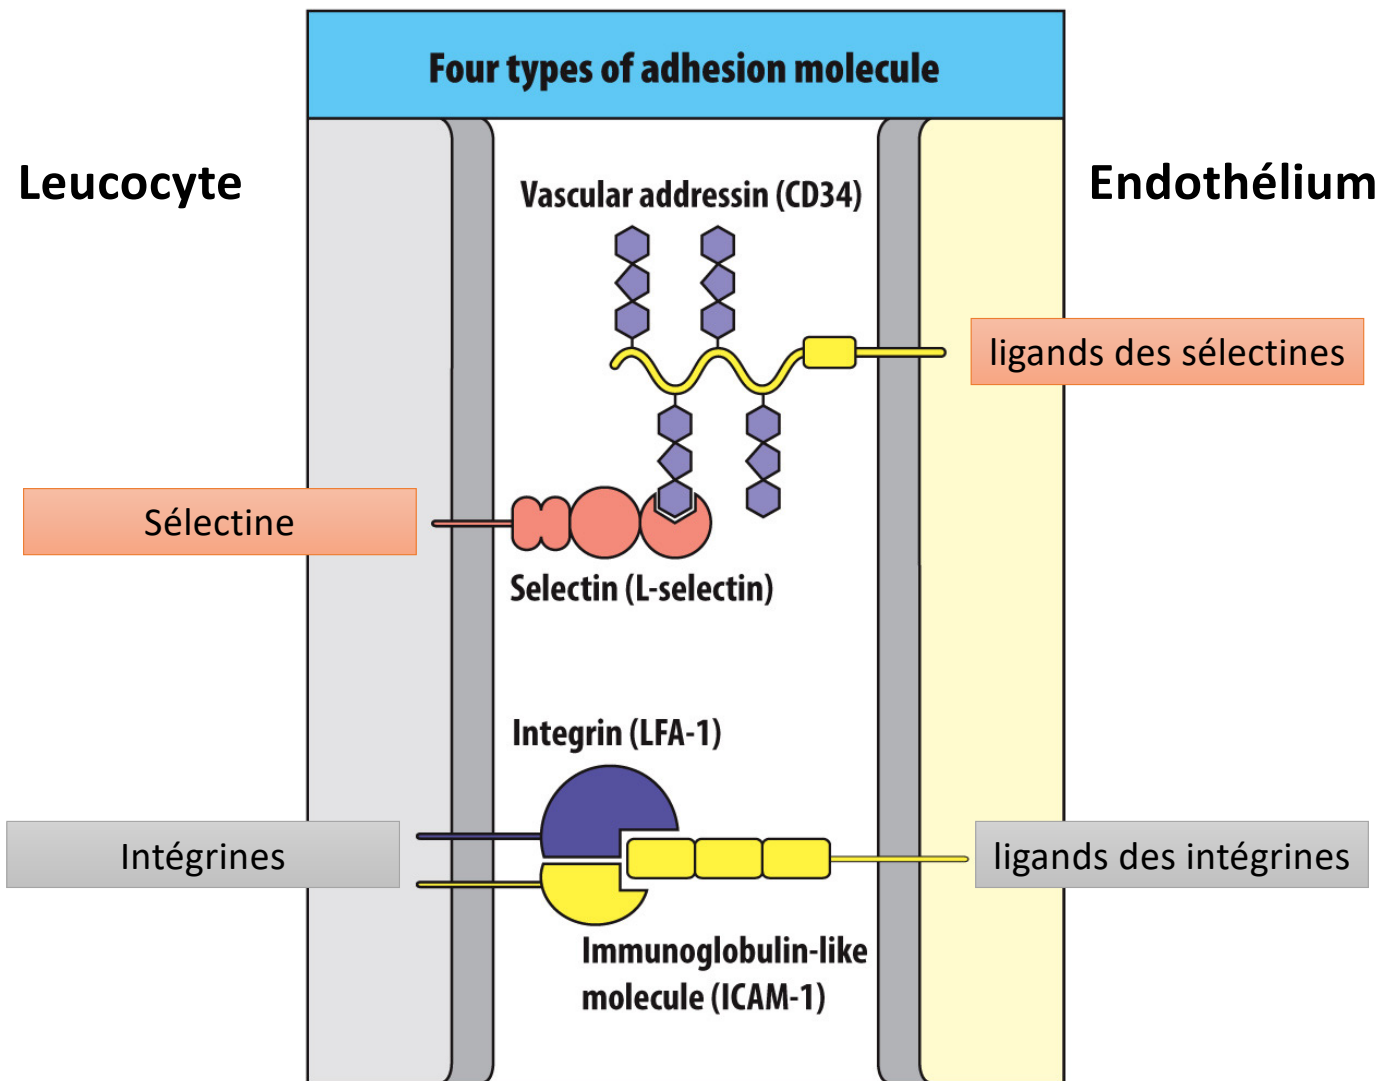 Four types of adhesion molecule
Leucocyte
Endothélium
Vascular addressin (CD34)
ligands des sélectines
Sélectine
Selectin (L-selectin)
Integrin (LFA-1)
Intégrines
ligands des intégrines
Immunoglobulin-like
molecule (ICAM-1)